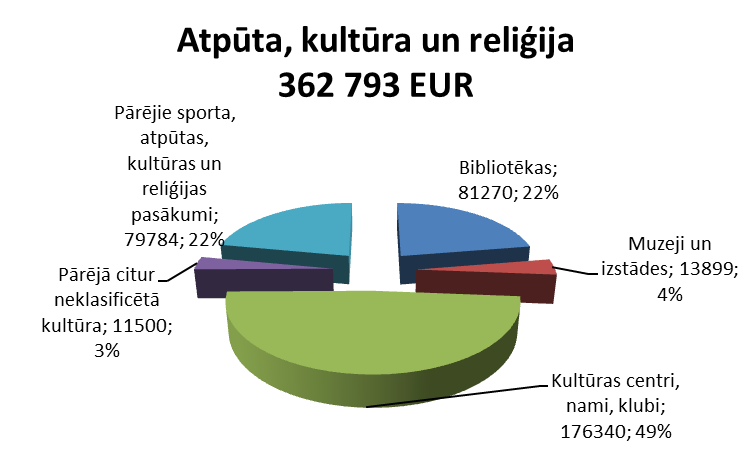 Atpūta, kultūra un reliģija
362 793 EUR
Pārējie sporta,
atpūtas,
kultūras un
reliģijas
pasākumi;
79784; 22%
Bibliotēkas;
81270; 22%
Muzeji un
izstādes; 13899;
4%
Pārējā citur
neklasificētā
kultūra; 11500;
3%
Kultūras centri,
nami, klubi;
176340; 49%